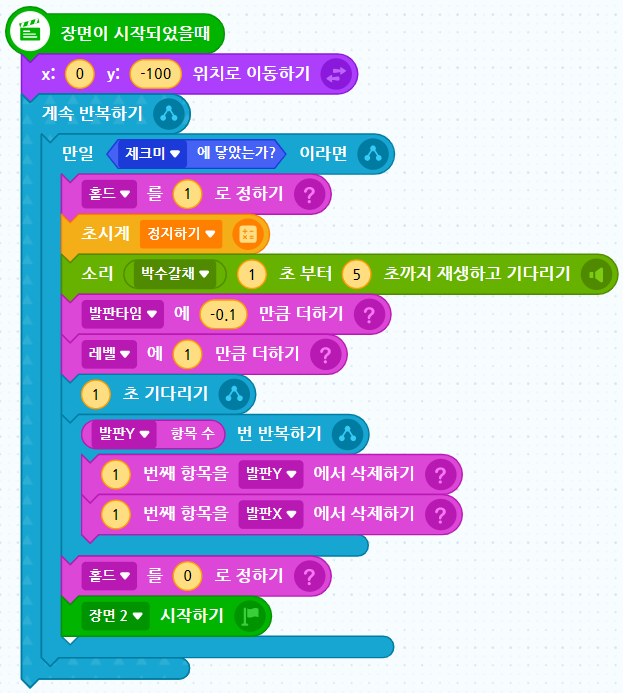 장면이 시작되었을때
x: 0 y: -100 위치로 이동하기
계속 반복하기
만일 제크미 에 닿았는가? 이라면
홀드 를 1 로 정하기 ?
초시계 정지하기
소리 박수갈채 1 초 부터 5 초까지 재생하고 기다리기
발판타임 에 -0.1 만큼 더하기 ?
레벨 에 1 만큼 더하기 ?
1 초 기다리기
발판Y 항목 수 번 반복하기
1 번째 항목을 발판Y 에서 삭제하기 ?
1 번째 항목을 발판X 에서 삭제하기 ?
홀드 를 0 로 정하기 ?
장면 2 시작하기